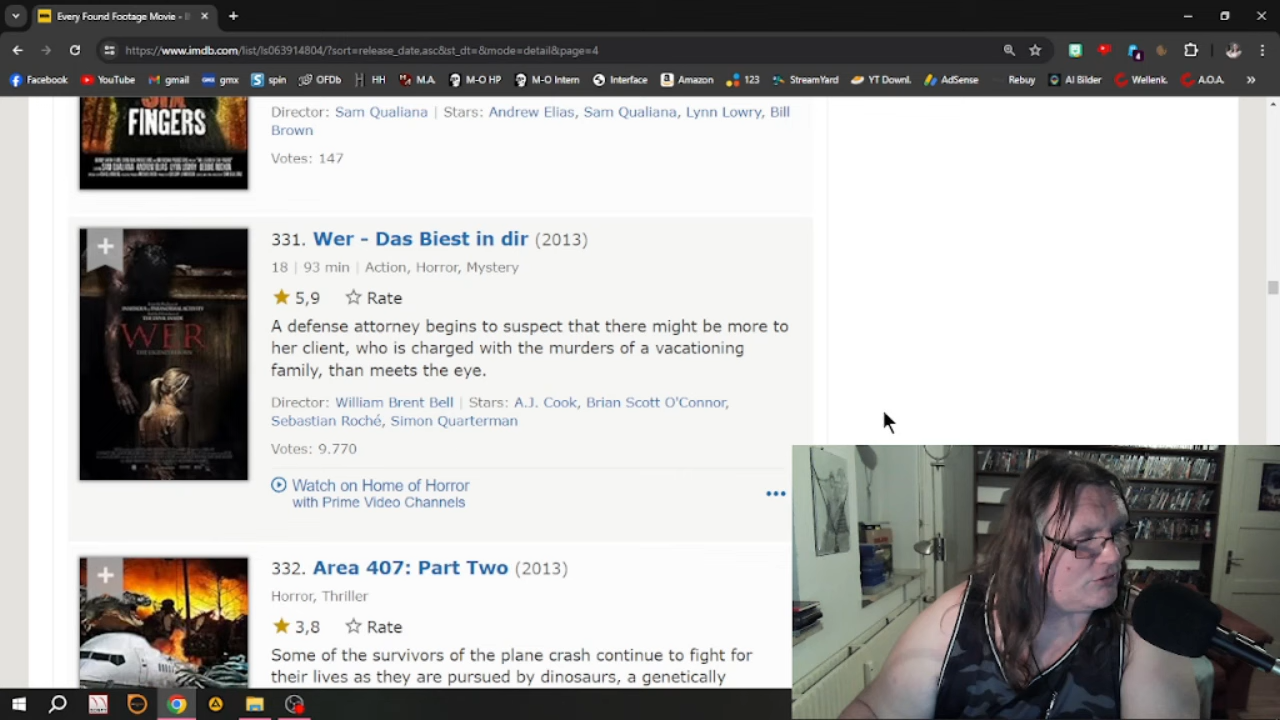 Every Found Footage Movie - I
https://www.imdb.com/list/ls063914804/?sort=release_date,asc&st_dt=&mode=detail&page=4
Facebook YouTube gmail gmx spin OFDb HH M.A. M-O HP M-O Intern Interface Amazon 123 StreamYard YT Downl. AdSense Rebuy AI Bilder Wellenk. A.O.A.
SIX
FINGERS
Director: Sam Qualiana | Stars: Andrew Elias, Sam Qualiana, Lynn Lowry, Bill
Brown
Votes: 147
331. Wer - Das Biest in dir (2013)
18 | 93 min | Action, Horror, Mystery
5,9 Rate
A defense attorney begins to suspect that there might be more to
her client, who is charged with the murders of a vacationing
family, than meets the eye.
Director: William Brent Bell | Stars: A.J. Cook, Brian Scott O'Connor,
Sebastian Roché, Simon Quarterman
Votes: 9.770
Watch on Home of Horror
with Prime Video Channels
WER
332. Area 407: Part Two (2013)
Horror, Thriller
3,8 Rate
Some of the survivors of the plane crash continue to fight for
their lives as they are pursued by dinosaurs, a genetically